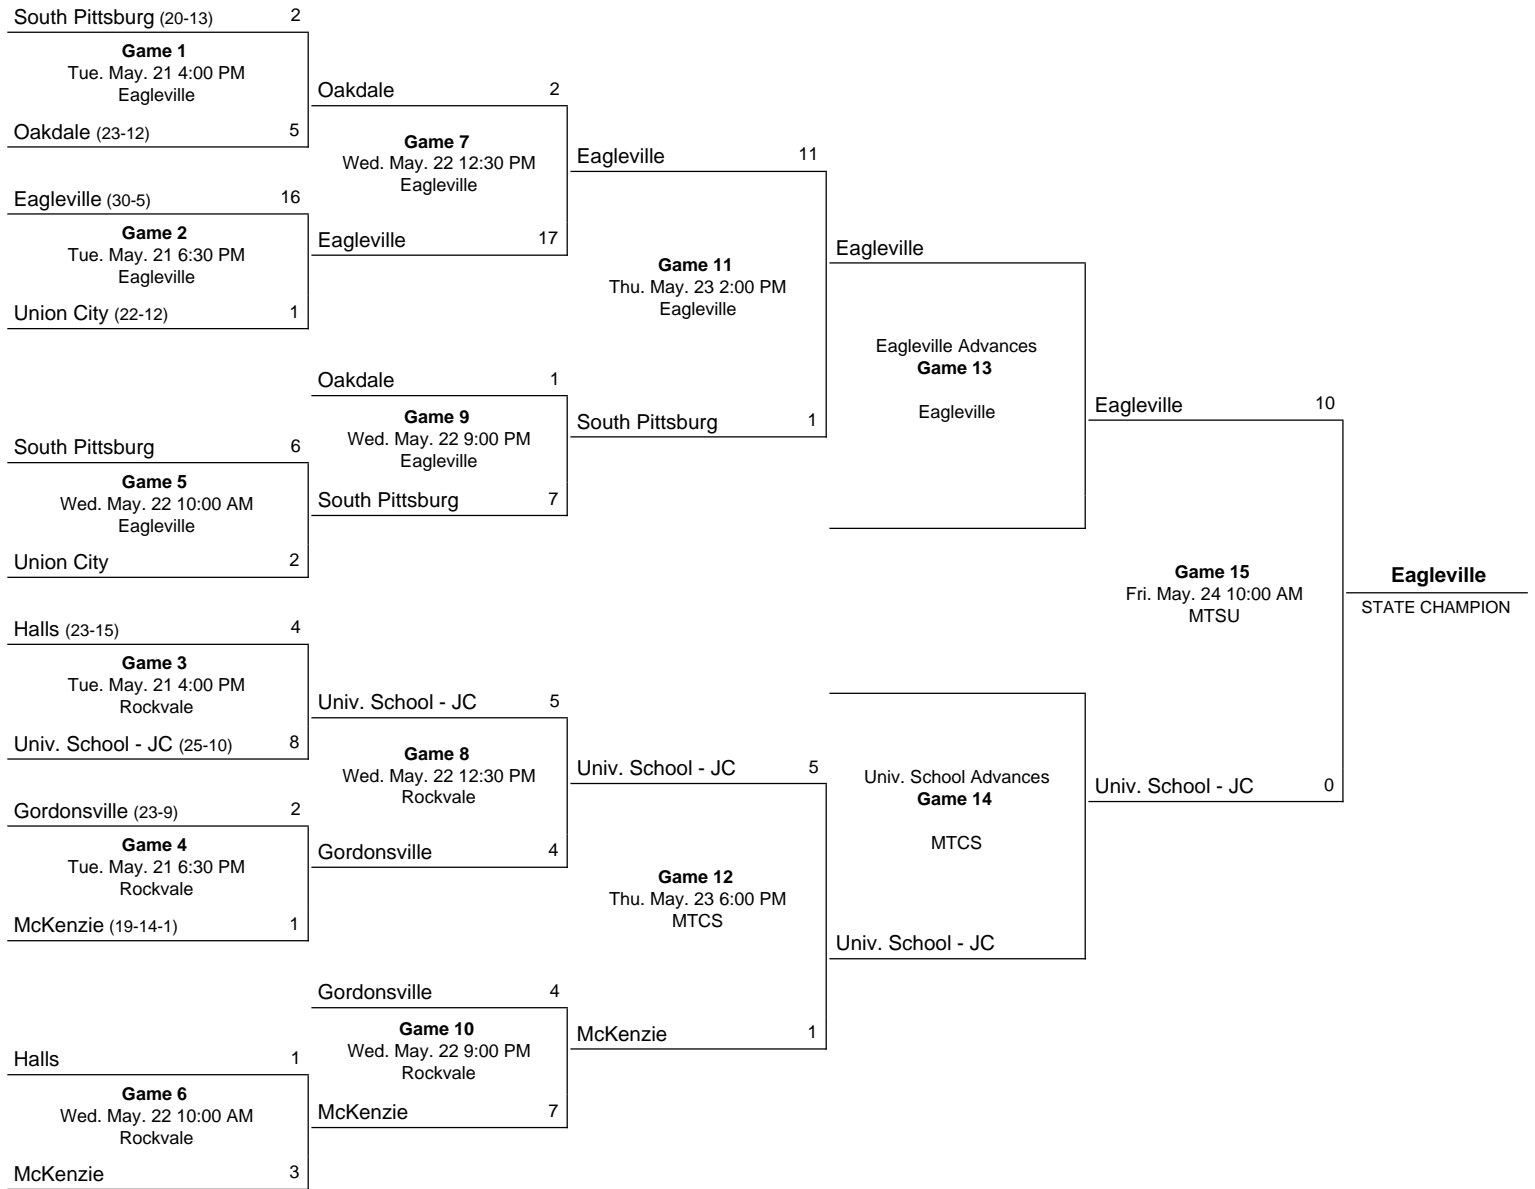 South Pittsburg (20-13) 2
Game 1
Tue. May. 21 4:00 PM
Eagleville
Oakdale (23-12) 5
Eagleville (30-5) 16
Game 2
Tue. May. 21 6:30 PM
Eagleville
Union City (22-12) 1
South Pittsburg 6
Game 5
Wed. May. 22 10:00 AM
Eagleville
Union City 2
Halls (23-15) 4
Game 3
Tue. May. 21 4:00 PM
Rockvale
Univ. School - JC (25-10) 8
Gordonsville (23-9) 2
Game 4
Tue. May. 21 6:30 PM
Rockvale
McKenzie (19-14-1) 1
Halls 1
Game 6
Wed. May. 22 10:00 AM
Rockvale
McKenzie 3
Oakdale 2
Game 7
Wed. May. 22 12:30 PM
Eagleville
Eagleville 17
Oakdale 1
Game 9
Wed. May. 22 9:00 PM
Eagleville
South Pittsburg 7
Univ. School - JC 5
Game 8
Wed. May. 22 12:30 PM
Rockvale
Gordonsville 4
Gordonsville 4
Game 10
Wed. May. 22 9:00 PM
Rockvale
McKenzie 7
Eagleville 11
Game 11
Thu. May. 23 2:00 PM
Eagleville
South Pittsburg 1
Univ. School - JC 5
Game 12
Thu. May. 23 6:00 PM
MTCS
McKenzie 1
Eagleville
Eagleville Advances
Game 13
Eagleville
Univ. School Advances
Game 14
MTCS
Univ. School - JC
Eagleville 10
Game 15
Fri. May. 24 10:00 AM
MTSU
Univ. School - JC 0
Eagleville
STATE CHAMPION